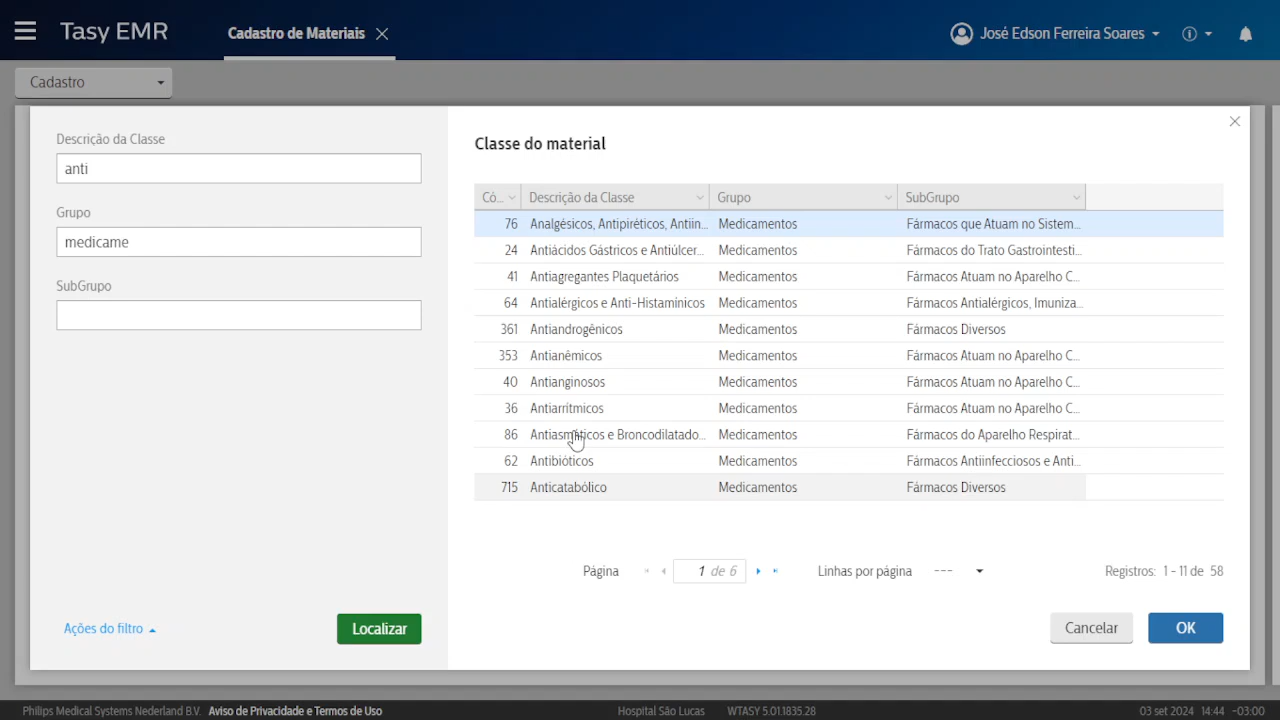 Tasy EMR
Cadastro de Materiais
José Edson Ferreira Soares
Cadastro
Descrição da Classe
anti
Grupo
medicame
SubGrupo
Ações do filtro
Localizar
Classe do material
Có... Descrição da Classe Grupo SubGrupo
76 Analgésicos, Antipiréticos, Antiin... Medicamentos Fármacos que Atuam no Sistem...
24 Antiácidos Gástricos e Antiúlcer... Medicamentos Fármacos do Trato Gastrointesti...
41 Antiagregantes Plaquetários Medicamentos Fármacos Atuam no Aparelho C...
64 Antialérgicos e Anti-Histamínicos Medicamentos Fármacos Antialérgicos, Imuniza...
361 Antiandrogênicos Medicamentos Fármacos Diversos
353 Antianêmicos Medicamentos Fármacos Atuam no Aparelho C...
40 Antianginosos Medicamentos Fármacos Atuam no Aparelho C...
36 Antiarrítmicos Medicamentos Fármacos Atuam no Aparelho C...
86 Antiasmáticos e Broncodilatado... Medicamentos Fármacos do Aparelho Respirat...
62 Antibióticos Medicamentos Fármacos Antiinfecciosos e Anti...
715 Anticatabólico Medicamentos Fármacos Diversos
Página 1 de 6 Linhas por página --- Registros: 1 - 11 de 58
Cancelar OK
Philips Medical Systems Nederland B.V. Aviso de Privacidade e Termos de Uso Hospital São Lucas WTASY 5.01.1835.28 03 set 2024 14:44 -03:00